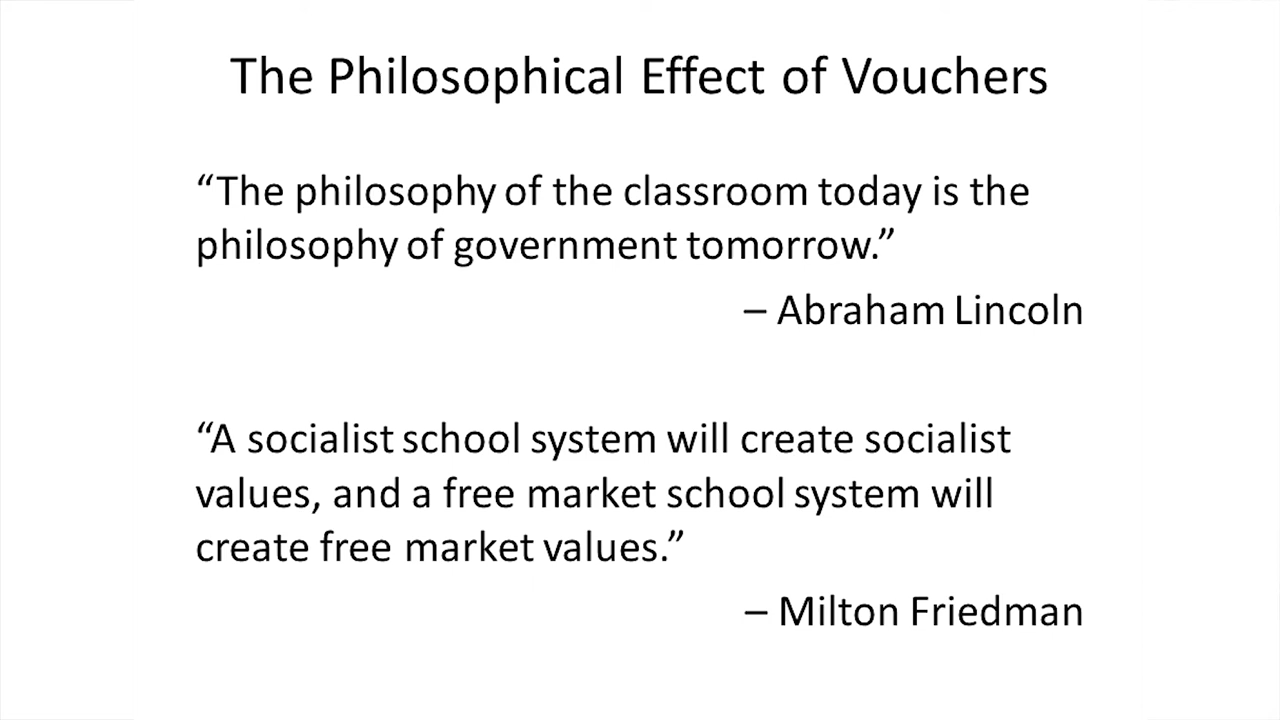 The Philosophical Effect of Vouchers
“The philosophy of the classroom today is the
philosophy of government tomorrow.”
– Abraham Lincoln
“A socialist school system will create socialist
values, and a free market school system will
create free market values.”
– Milton Friedman